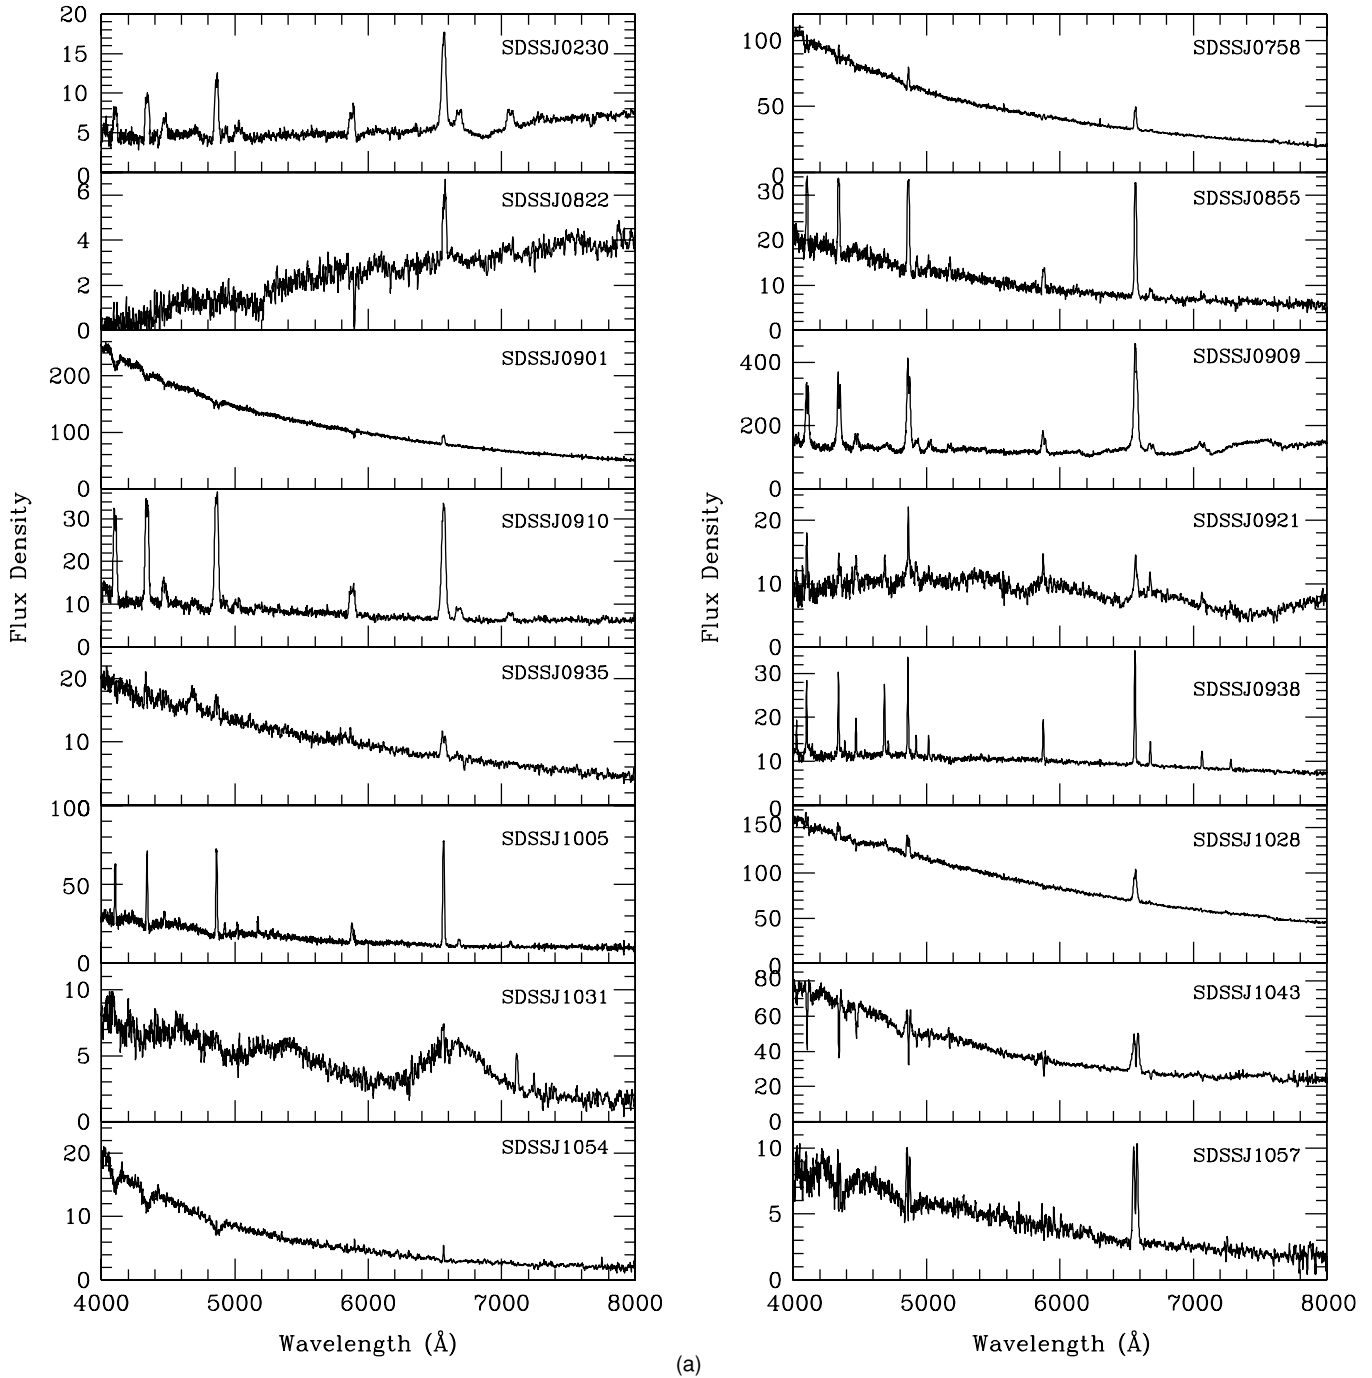 20
15
10
5
0
SDSSJ0230
6
4
2
0
SDSSJ0822
200
100
0
SDSSJ0901
30
20
10
0
SDSSJ0910
20
10
0
SDSSJ0935
100
50
0
SDSSJ1005
10
5
0
SDSSJ1031
20
10
0
SDSSJ1054
4000 5000 6000 7000 8000
Wavelength (Å)
Flux Density
100
50
0
SDSSJ0758
30
20
10
0
SDSSJ0855
400
200
0
SDSSJ0909
20
10
0
SDSSJ0921
30
20
10
0
SDSSJ0938
150
100
50
0
SDSSJ1028
80
60
40
20
0
SDSSJ1043
10
5
0
SDSSJ1057
4000 5000 6000 7000 8000
Wavelength (Å)
Flux Density
(a)